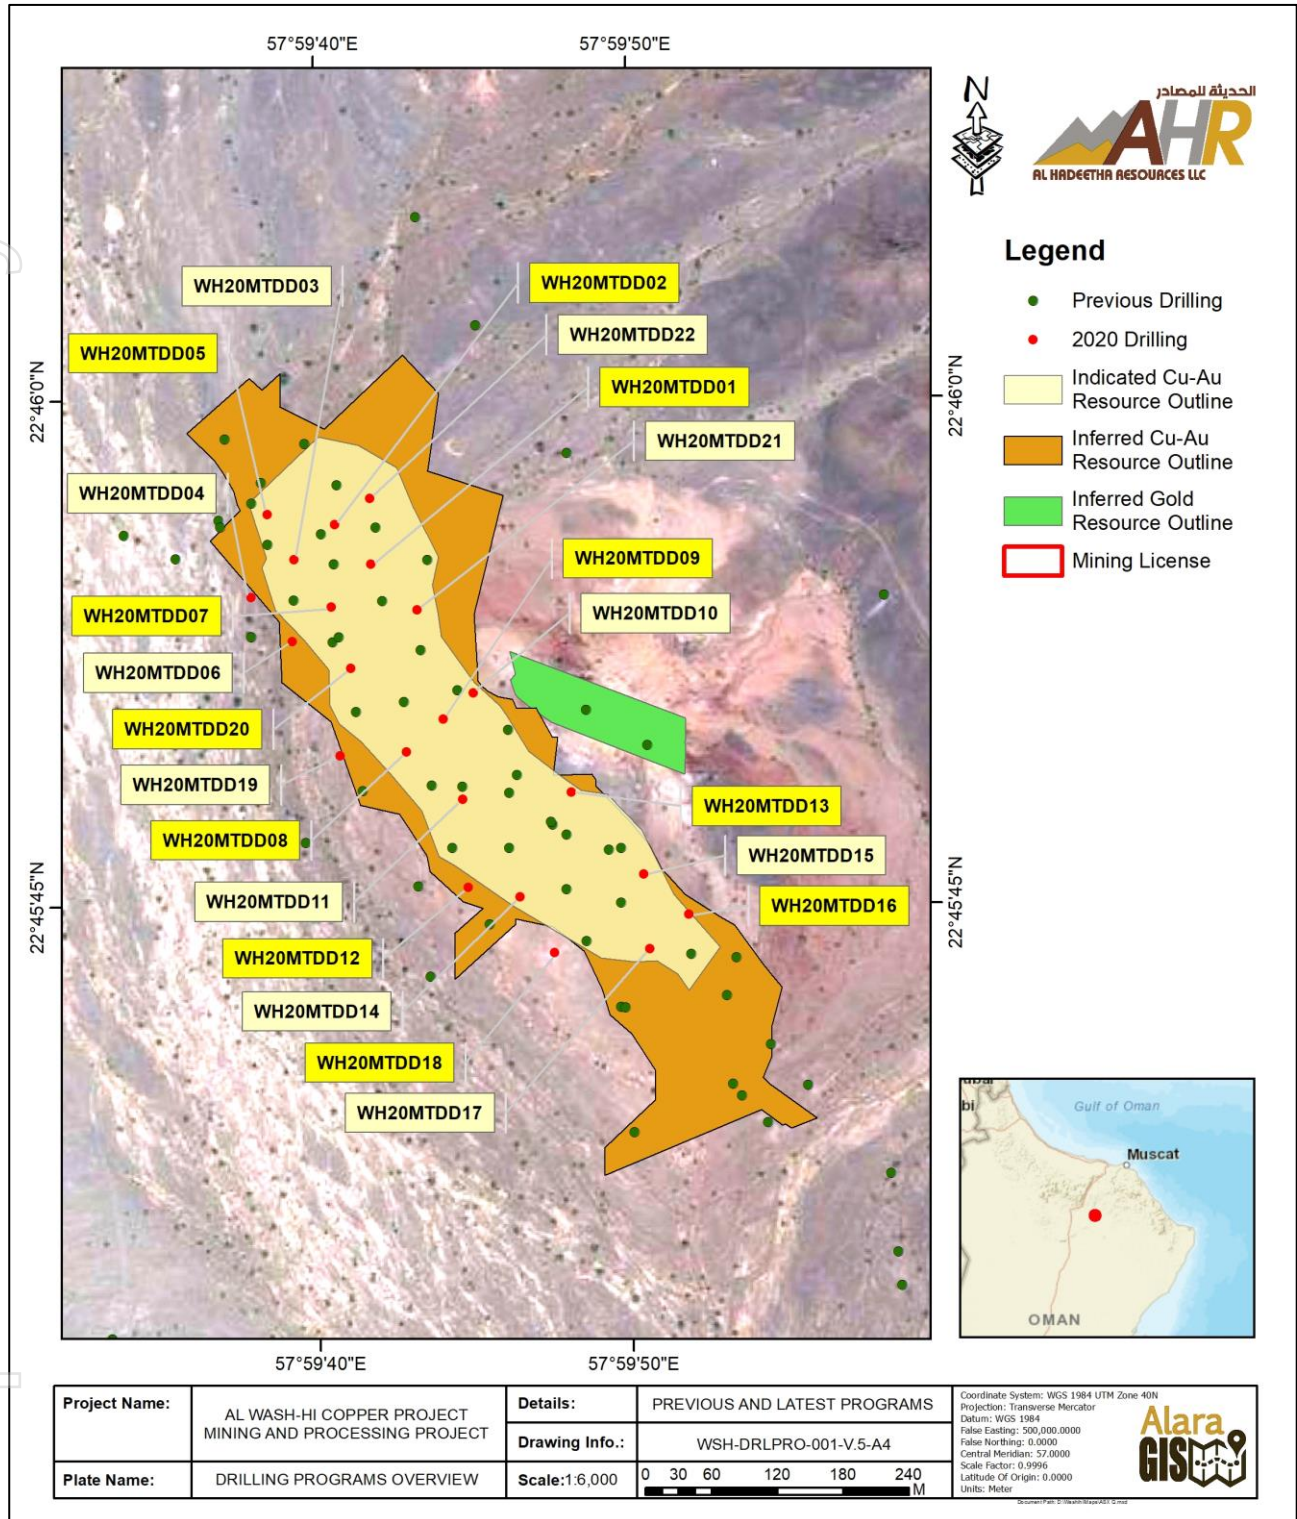 57°59'40"E
57°59'50"E
N
الحديثة للمصادر
AHR
AL HADEETHA RESOURCES LLC
Legend
Previous Drilling
2020 Drilling
Indicated Cu-Au
Resource Outline
Inferred Cu-Au
Resource Outline
Inferred Gold
Resource Outline
Mining License
22°46'0"N
22°46'0"N
22°45'45"N
22°45'45"N
WH20MTDD03
WH20MTDD02
WH20MTDD22
WH20MTDD05
WH20MTDD01
WH20MTDD21
WH20MTDD04
WH20MTDD09
WH20MTDD10
WH20MTDD07
WH20MTDD06
WH20MTDD20
WH20MTDD19
WH20MTDD13
WH20MTDD08
WH20MTDD15
WH20MTDD11
WH20MTDD16
WH20MTDD12
WH20MTDD14
WH20MTDD18
WH20MTDD17
57°59'40"E
57°59'50"E
bi
Gulf of Oman
Muscat
OMAN
Project Name:
AL WASH-HI COPPER PROJECT
MINING AND PROCESSING PROJECT
Details:
PREVIOUS AND LATEST PROGRAMS
Drawing Info.:
WSH-DRLPRO-001-V.5-A4
Plate Name:
DRILLING PROGRAMS OVERVIEW
Scale:1:6,000
0 30 60 120 180 240
M
Coordinate System: WGS 1984 UTM Zone 40N
Projection: Transverse Mercator
Datum: WGS 1984
False Easting: 500,000.0000
False Northing: 0.0000
Central Meridian: 57.0000
Scale Factor: 0.9996
Latitude Of Origin: 0.0000
Units: Meter
Alara
GIS